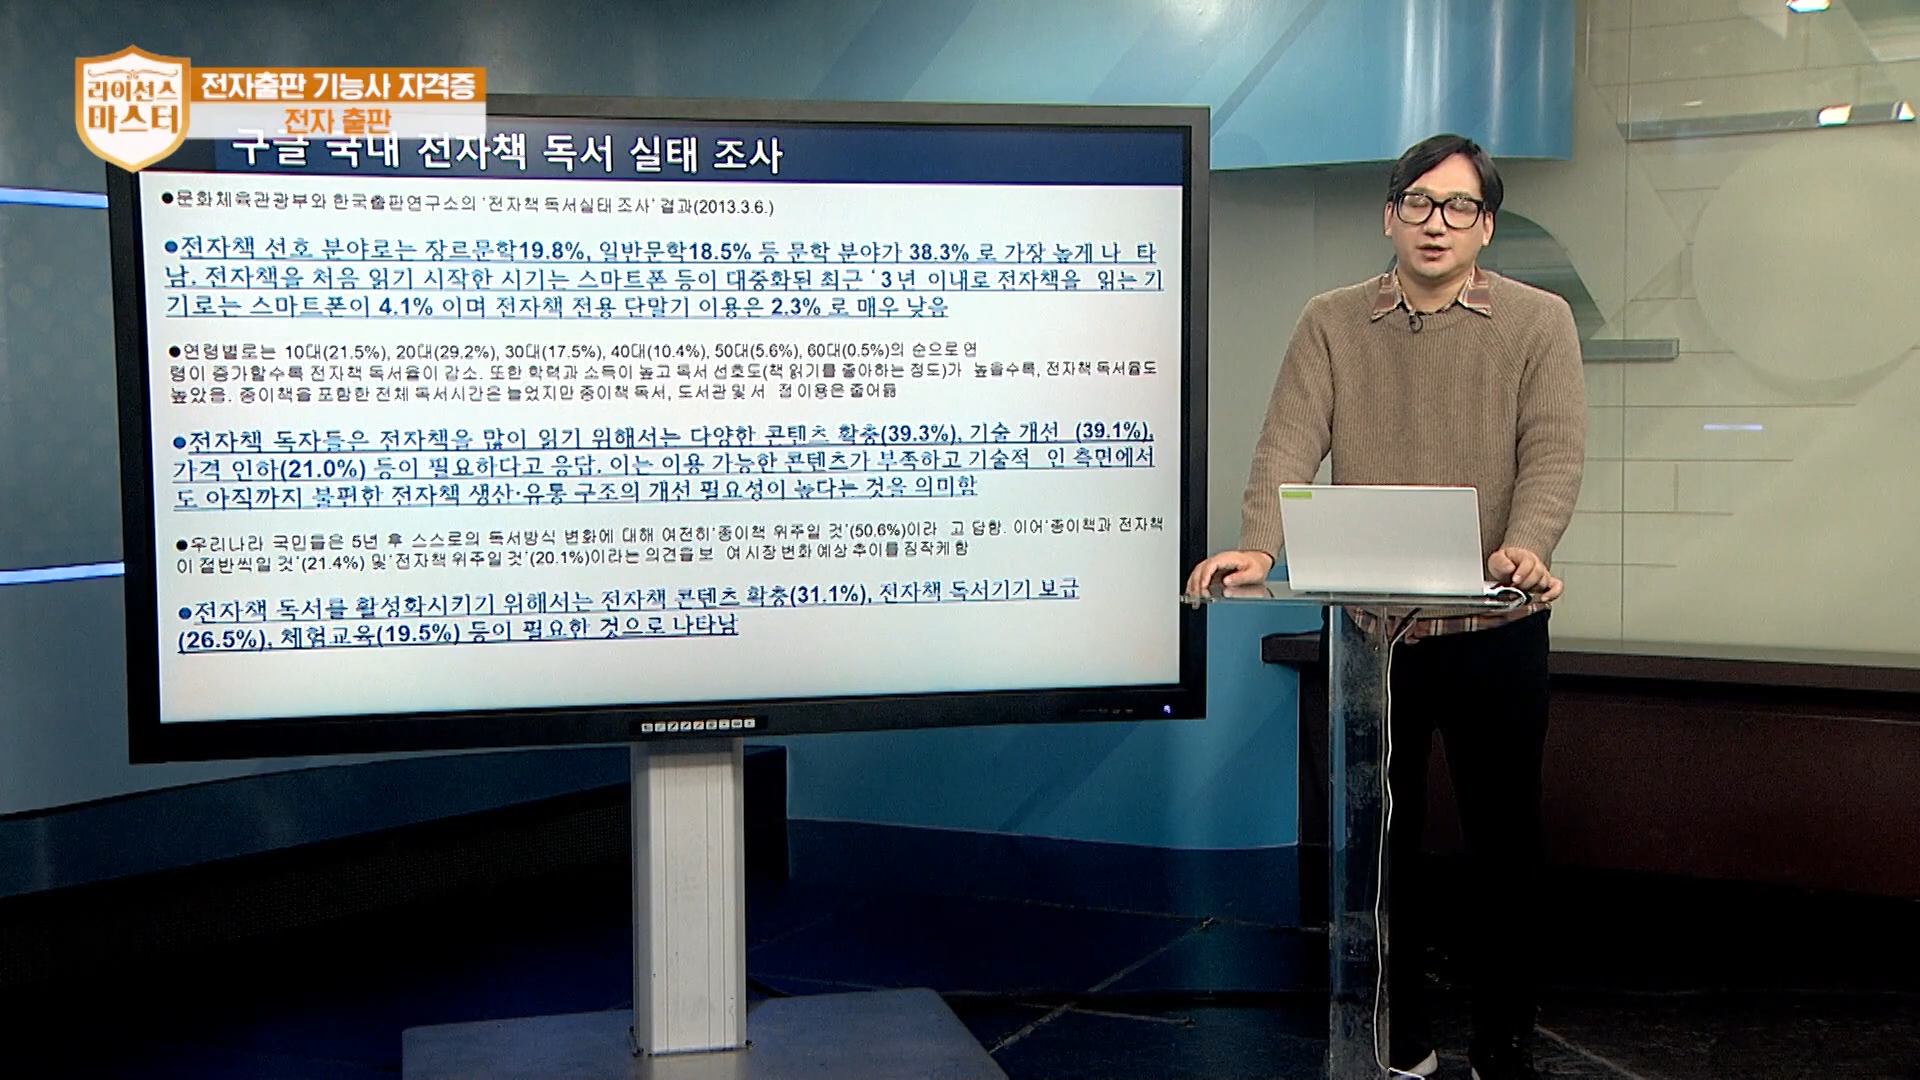 라이선스
마스터
전자출판 기능사 자격증
전자 출판
구글 국내 전자책 독서 실태 조사
●문화체육관광부와 한국출판연구소의 '전자책 독서실태 조사' 결과(2013.3.6.)
●전자책 선호 분야로는 장르문학19.8%, 일반문학18.5% 등 문학 분야가 38.3% 로 가장 높게 나 타
남. 전자책을 처음 읽기 시작한 시기는 스마트폰 등이 대중화된 최근 '3년 이내로 전자책을 읽는 기
기로는 스마트폰이 4.1% 이며 전자책 전용 단말기 이용은 2.3% 로 매우 낮음
●연령별로는 10대(21.5%), 20대(29.2%), 30대(17.5%), 40대(10.4%), 50대(5.6%), 60대(0.5%)의 순으로 연
령이 증가할수록 전자책 독서율이 감소. 또한 학력과 소득이 높고 독서 선호도(책 읽기를 좋아하는 정도)가 높을수록, 전자책 독서율도
높았음. 종이책을 포함한 전체 독서시간은 늘었지만 종이책 독서, 도서관 및 서 점 이용은 줄어듦
●전자책 독자들은 전자책을 많이 읽기 위해서는 다양한 콘텐츠 확충(39.3%), 기술 개선 (39.1%),
가격 인하(21.0%) 등이 필요하다고 응답. 이는 이용 가능한 콘텐츠가 부족하고 기술적 인 측면에서
도 아직까지 불편한 전자책 생산·유통 구조의 개선 필요성이 높다는 것을 의미함
●우리나라 국민들은 5년 후 스스로의 독서방식 변화에 대해 여전히'종이책 위주일 것'(50.6%)이라 고 답함. 이어'종이책과 전자책
이 절반씩일 것'(21.4%) 및'전자책 위주일 것'(20.1%)이라는 의견을 보 여 시장 변화 예상 추이를 짐작케 함
●전자책 독서를 활성화시키기 위해서는 전자책 콘텐츠 확충(31.1%), 전자책 독서기기 보급
(26.5%), 체험교육(19.5%) 등이 필요한 것으로 나타남